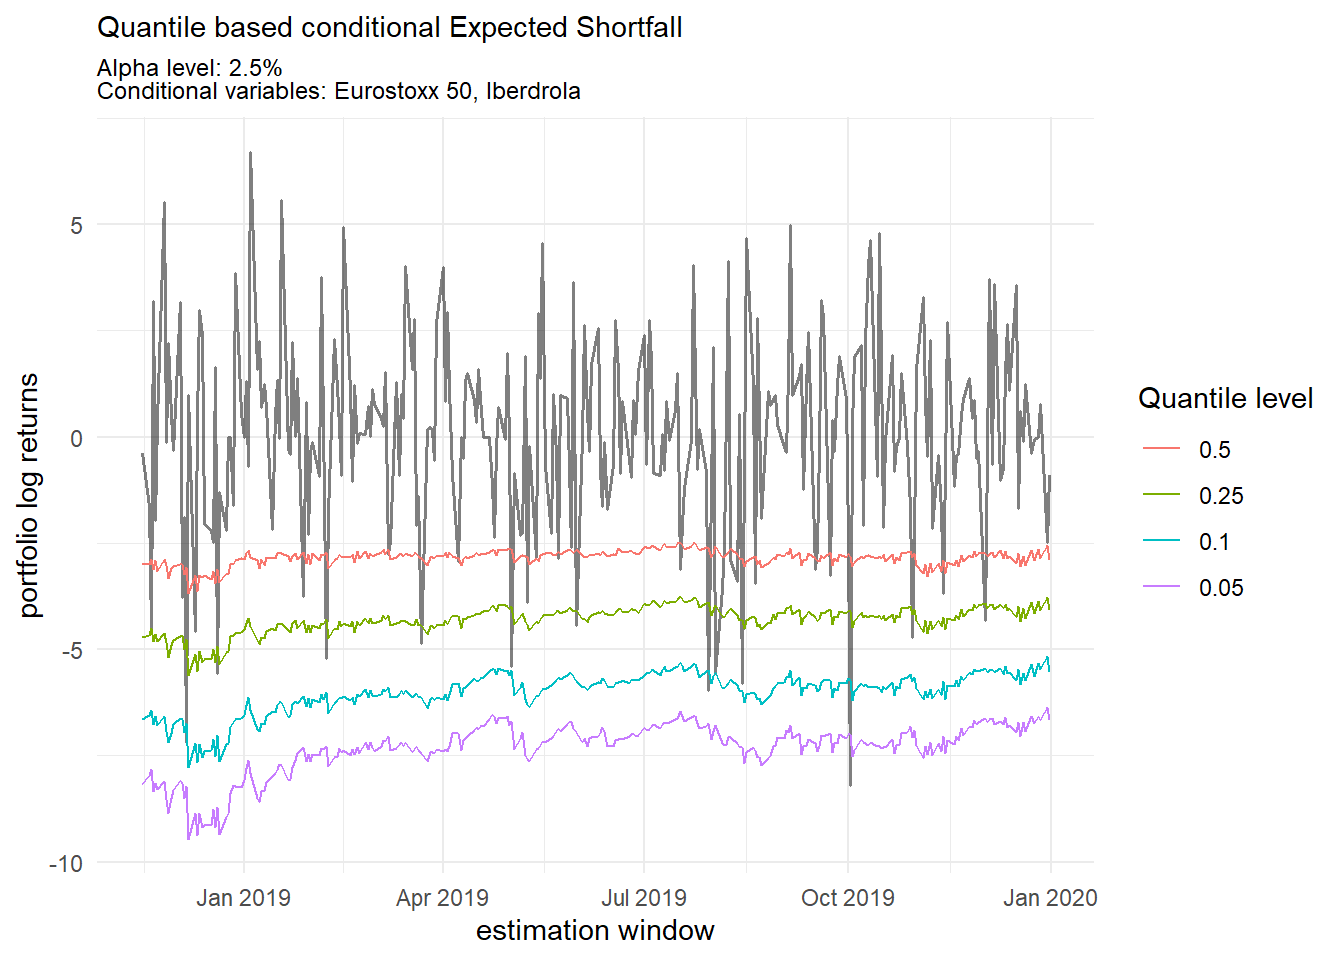 Quantile based conditional Expected Shortfall
Alpha level: 2.5%
Conditional variables: Eurostoxx 50, Iberdrola
portfolio log returns
5
0
-5
-10
Jan 2019
Apr 2019
Jul 2019
Oct 2019
Jan 2020
estimation window
Quantile level
0.5
0.25
0.1
0.05